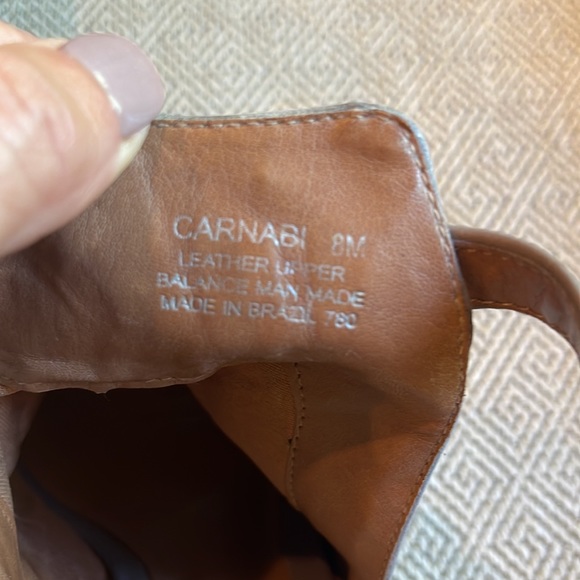 CARNABI 8M
LEATHER UPPER
BALANCE MAN MADE
MADE IN BRAZIL 780